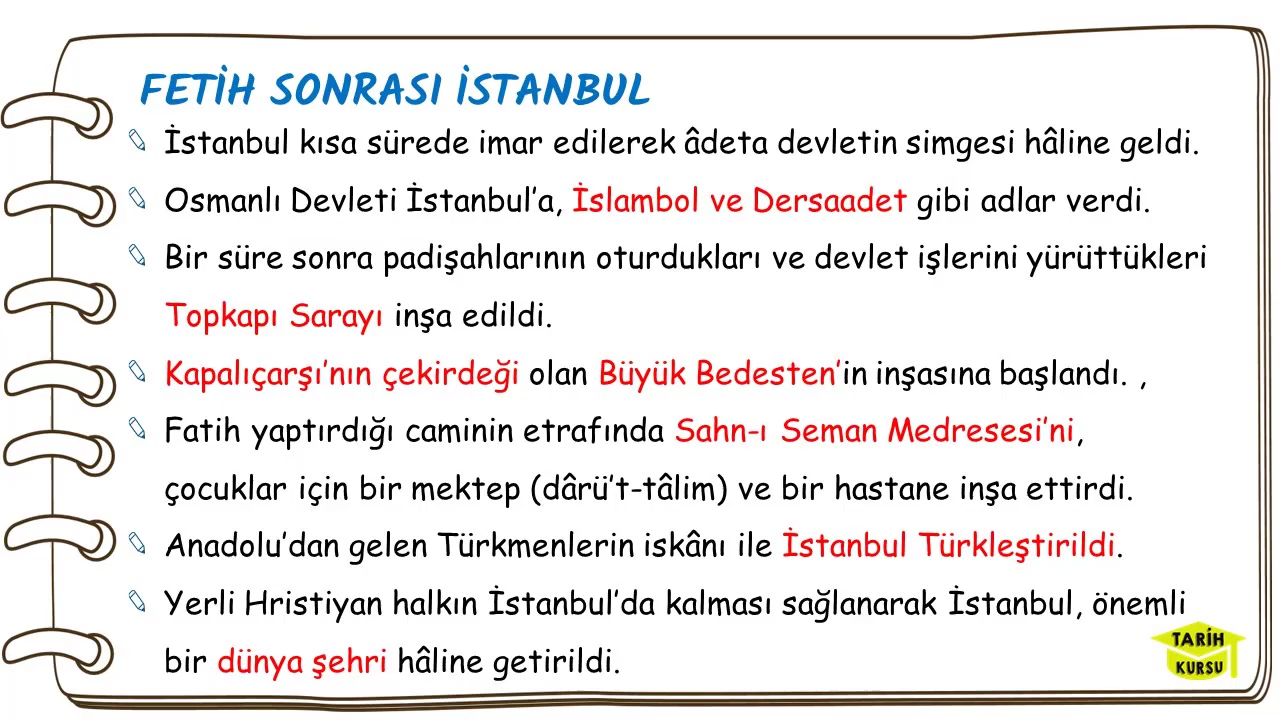 FETİH SONRASI İSTANBUL
İstanbul kısa sürede imar edilerek âdeta devletin simgesi hâline geldi.
Osmanlı Devleti İstanbul’a, İslambol ve Dersaadet gibi adlar verdi.
Bir süre sonra padişahlarının oturdukları ve devlet işlerini yürüttükleri
Topkapı Sarayı inşa edildi.
Kapalıçarşı’nın çekirdeği olan Büyük Bedesten’in inşasına başlandı. ,
Fatih yaptırdığı caminin etrafında Sahn-ı Seman Medresesi’ni,
çocuklar için bir mektep (dârü’t-tâlim) ve bir hastane inşa ettirdi.
Anadolu’dan gelen Türkmenlerin iskânı ile İstanbul Türkleştirildi.
Yerli Hristiyan halkın İstanbul’da kalması sağlanarak İstanbul, önemli
bir dünya şehri hâline getirildi.
TARİH
KURSU